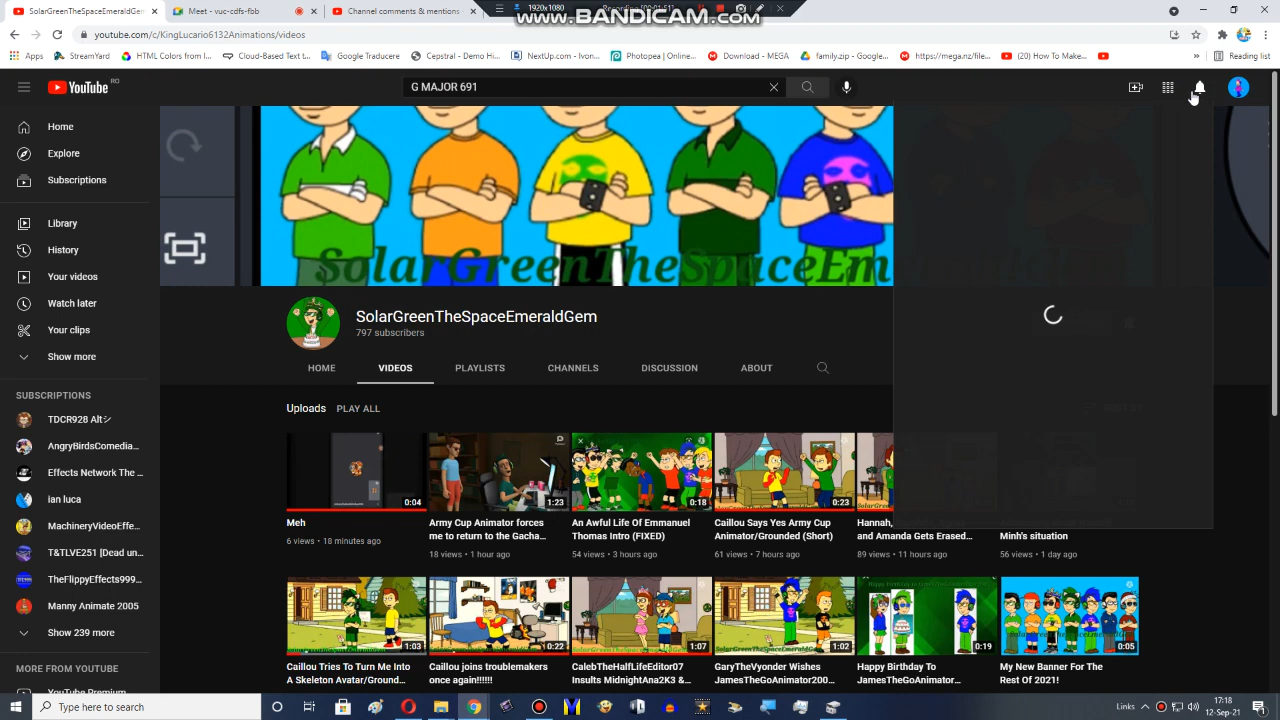 WWW.BANDICAM.COM
Meet - vuc-cdfs-fob
Channel comments & mentions
1920x1080
youtube.com/c/KingLucario6132Animations/videos
Apps
StreamYard
HTML Colors from I...
Cloud-Based Text t...
Google Traducere
Cepstral - Demo Hi...
NextUp - Ivon...
Photopea | Online...
Download - MEGA
family.zip - Googl...
https://mega.nz/file...
(20) How To Make...
Reading list
YouTube RO
G MAJOR 691
Home
Explore
Subscriptions
Library
History
Your videos
Watch later
Your clips
Show more
SUBSCRIPTIONS
TDCR928 Altシ
AngryBirdsComedia...
Effects Network The ...
ian luca
MachineryVideoEffe...
T&TLVE251 |Dead un...
TheFlippyEffects999...
Manny Animate 2005
Show 239 more
MORE FROM YOUTUBE
YouTube Premium
SolarGreenTheSpaceEm
SolarGreenTheSpaceEmeraldGem
797 subscribers
HOME
VIDEOS
PLAYLISTS
CHANNELS
DISCUSSION
ABOUT
Uploads
PLAY ALL
0:04
1:23
0:18
0:23
Meh
6 views • 18 minutes ago
Army Cup Animator forces
me to return to the Gacha...
18 views • 1 hour ago
An Awful Life Of Emmanuel
Thomas Intro (FIXED)
54 views • 3 hours ago
Caillou Says Yes Army Cup
Animator/Grounded (Short)
61 views • 7 hours ago
Hannah,
and Amanda Gets Erased...
89 views • 11 hours ago
Minh's situation
56 views • 1 day ago
1:03
0:22
1:07
1:02
0:19
0:05
Caillou Tries To Turn Me Into
A Skeleton Avatar/Ground...
Caillou joins troublemakers
once again!!!!!!
CalebTheHalfLifeEditor07
Insults MidnightAna2K3 &...
GaryTheVyonder Wishes
JamesTheGoAnimator200...
Happy Birthday To
JamesTheGoAnimator...
My New Banner For The
Rest Of 2021!
Type here to search
Links
17:18
12-Sep-21
1